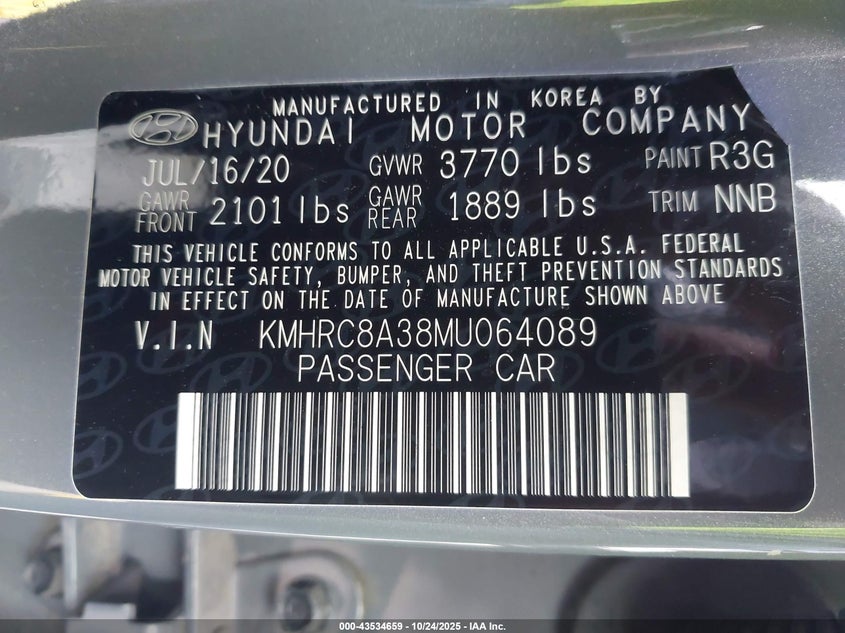 MANUFACTURED IN KOREA BY
HYUNDAI MOTOR COMPANY
JUL/16/20 GVWR 3770 lbs PAINT R3G
GAWR FRONT 2101 lbs GAWR REAR 1889 lbs TRIM NNB
THIS VEHICLE CONFORMS TO ALL APPLICABLE U.S.A. FEDERAL
MOTOR VEHICLE SAFETY, BUMPER, AND THEFT PREVENTION STANDARDS
IN EFFECT ON THE DATE OF MANUFACTURE SHOWN ABOVE
V.I.N KMHRC8A38MU064089
PASSENGER CAR
000-43534659 - 10/24/2025 - IAA Inc.